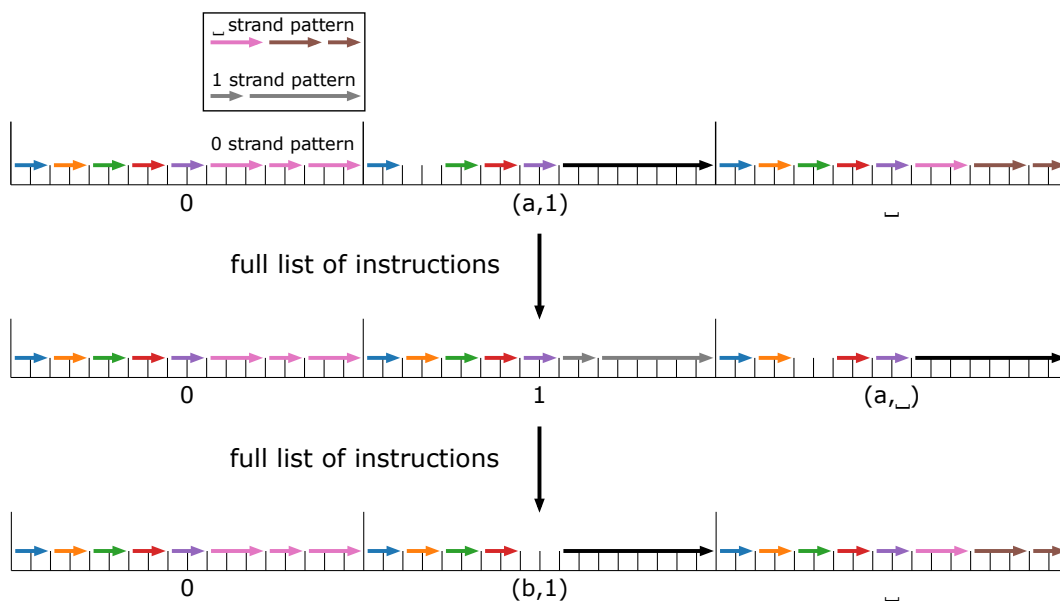 ␣ strand pattern
1 strand pattern
0 strand pattern
0 (a,1) ␣
full list of instructions
0 1 (a,␣)
full list of instructions
0 (b,1) ␣